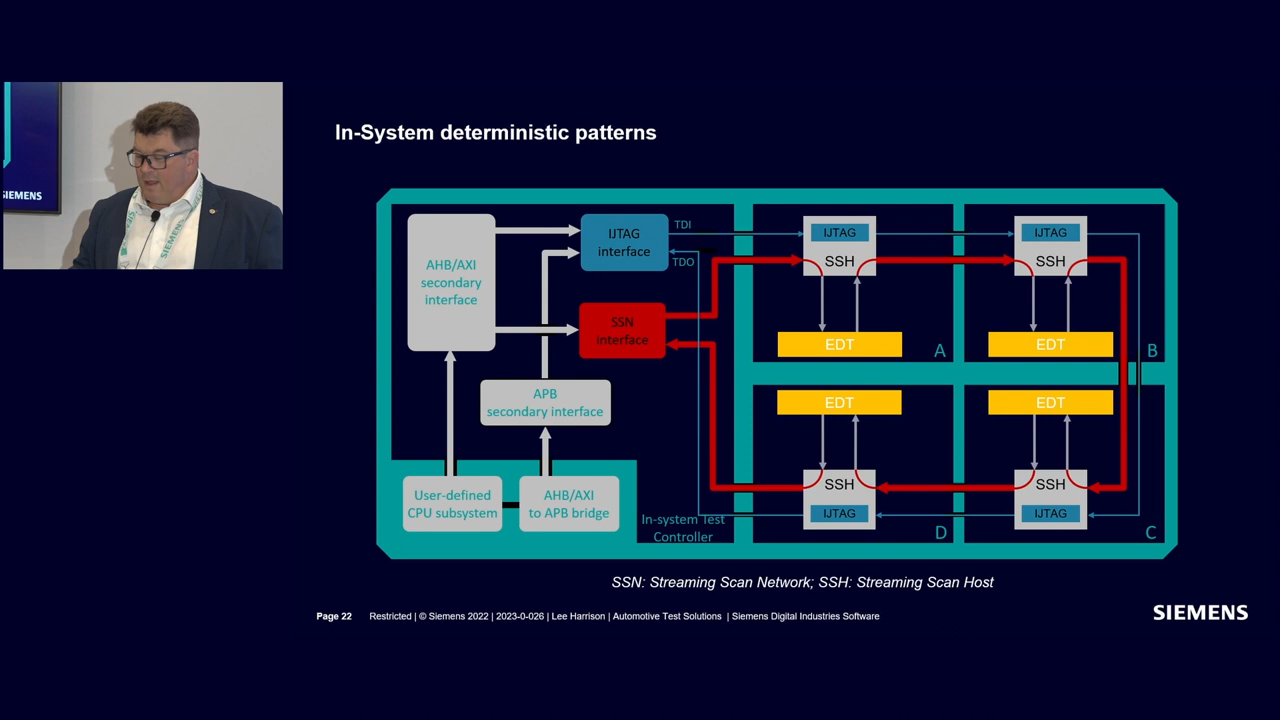 SIEMENS
SIEMENS
In-System deterministic patterns
AHB/AXI
secondary
interface
IJTAG
interface
TDI
TDO
SSN
interface
APB
secondary interface
User-defined
CPU subsystem
AHB/AXI
to APB bridge
In-system Test
Controller
IJTAG
SSH
EDT
A
IJTAG
SSH
EDT
B
EDT
SSH
IJTAG
D
EDT
SSH
IJTAG
C
SSN: Streaming Scan Network; SSH: Streaming Scan Host
Page 22 Restricted | © Siemens 2022 | 2023-0-026 | Lee Harrison | Automotive Test Solutions | Siemens Digital Industries Software
SIEMENS